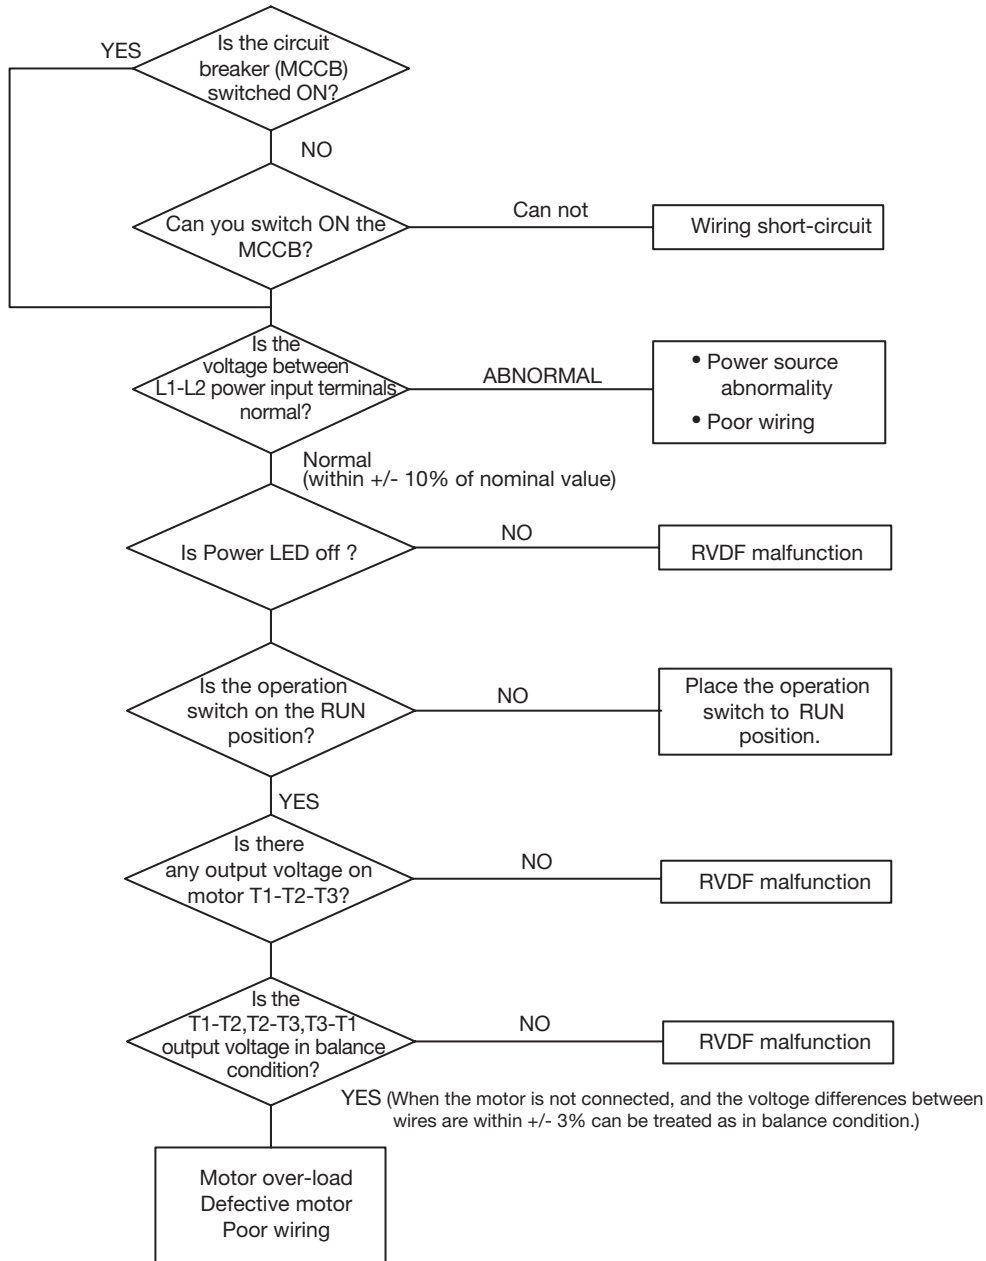 YES
Is the circuit
breaker (MCCB)
switched ON?
NO
Can you switch ON the
MCCB?
Can not
Wiring short-circuit
Is the
voltage between
L1-L2 power input terminals
normal?
ABNORMAL
• Power source
abnormality
• Poor wiring
Normal
(within +/- 10% of nominal value)
Is Power LED off ?
NO
RVDF malfunction
Is the operation
switch on the RUN
position?
NO
Place the operation
switch to RUN
position.
YES
Is there
any output voltage on
motor T1-T2-T3?
NO
RVDF malfunction
Is the
T1-T2,T2-T3,T3-T1
output voltage in balance
condition?
NO
RVDF malfunction
YES (When the motor is not connected, and the voltoge differences between
wires are within +/- 3% can be treated as in balance condition.)
Motor over-load
Defective motor
Poor wiring